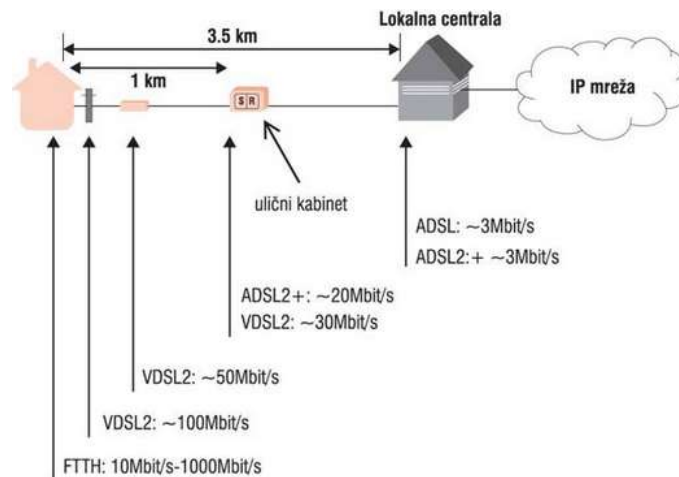 Lokalna centrala
3.5 km
1 km
IP mreža
S R
ulični kabinet
ADSL: ~3Mbit/s
ADSL2:+ ~3Mbit/s
ADSL2+: ~20Mbit/s
VDSL2: ~30Mbit/s
VDSL2: ~50Mbit/s
VDSL2: ~100Mbit/s
FTTH: 10Mbit/s-1000Mbit/s